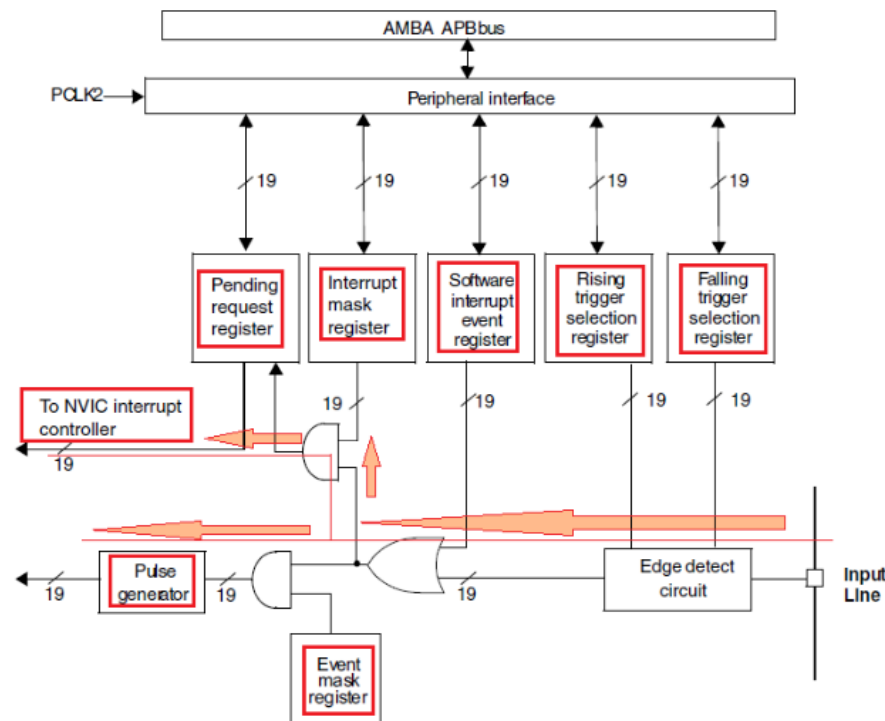 AMBA APB bus
PCLK2
Peripheral interface
19
19
19
19
19
Pending
request
register
Interrupt
mask
register
Software
interrupt
event
register
Rising
trigger
selection
register
Falling
trigger
selection
register
To NVIC interrupt
controller
19
19
19
19
19
Pulse
generator
19
19
19
Edge detect
circuit
Input
Line
Event
mask
register